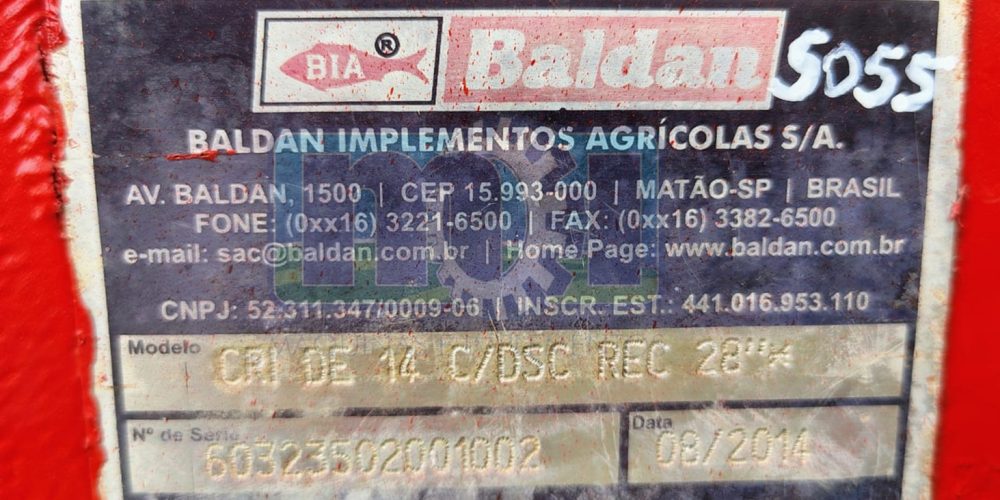 BIA ® Baldan 5055
BALDAN IMPLEMENTOS AGRÍCOLAS S/A.
AV. BALDAN, 1500 | CEP 15.993-000 | MATÃO-SP | BRASIL
FONE: (0xx16) 3221-6500 | FAX: (0xx16) 3382-6500
e-mail: sac@baldan.com.br | Home Page: www.baldan.com.br
CNPJ: 52.311.347/0009-06 | INSCR. EST.: 441.016.953.110
Modelo CRI DE 14 C/DSC REC 28"*
Nº de Série 60323502001002 Data 08/2014